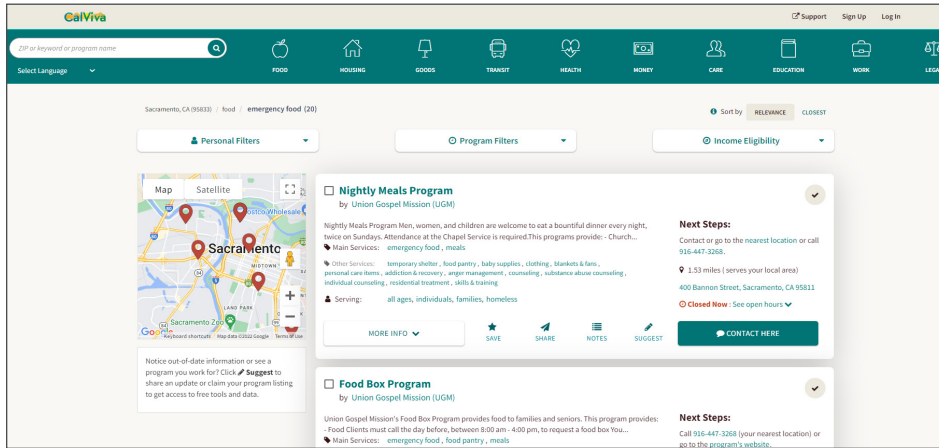 CalViva
Support Sign Up Log In
ZIP or keyword or program name
Select Language
FOOD HOUSING GOODS TRANSIT HEALTH MONEY CARE EDUCATION WORK LEGA
Sacramento, CA (95833) / food / emergency food (20)
Sort by RELEVANCE CLOSEST
Personal Filters
Program Filters
Income Eligibility
Map Satellite
ostco Wholesale
Sacramento
MIDTOWN
LAND PARK
Sacramento Zoo
Google
Keyboard shortcuts Map data ©2022 Google Terms of Use
Notice out-of-date information or see a
program you work for? Click Suggest to
share an update or claim your program listing
to get access to free tools and data.
Nightly Meals Program
by Union Gospel Mission (UGM)
Nightly Meals Program Men, women, and children are welcome to eat a bountiful dinner every night,
twice on Sundays. Attendance at the Chapel Service is required.This programs provide: - Church...
Main Services: emergency food , meals
Other Services: temporary shelter , food pantry , baby supplies , clothing , blankets & fans ,
personal care items , addiction & recovery , anger management , counseling , substance abuse counseling ,
individual counseling , residential treatment , skills & training
Serving: all ages, individuals, families, homeless
MORE INFO
SAVE SHARE NOTES SUGGEST
Next Steps:
Contact or go to the nearest location or call
916-447-3268.
1.53 miles ( serves your local area)
400 Bannon Street, Sacramento, CA 95811
Closed Now : See open hours
CONTACT HERE
Food Box Program
by Union Gospel Mission (UGM)
Union Gospel Mission's Food Box Program provides food to families and seniors. This program provides:
- Food Clients must call the day before, between 8:00 am - 4:00 pm, to request a food box You...
Main Services: emergency food , food pantry , meals
Next Steps:
Call 916-447-3268 (your nearest location) or
go to the program's website.